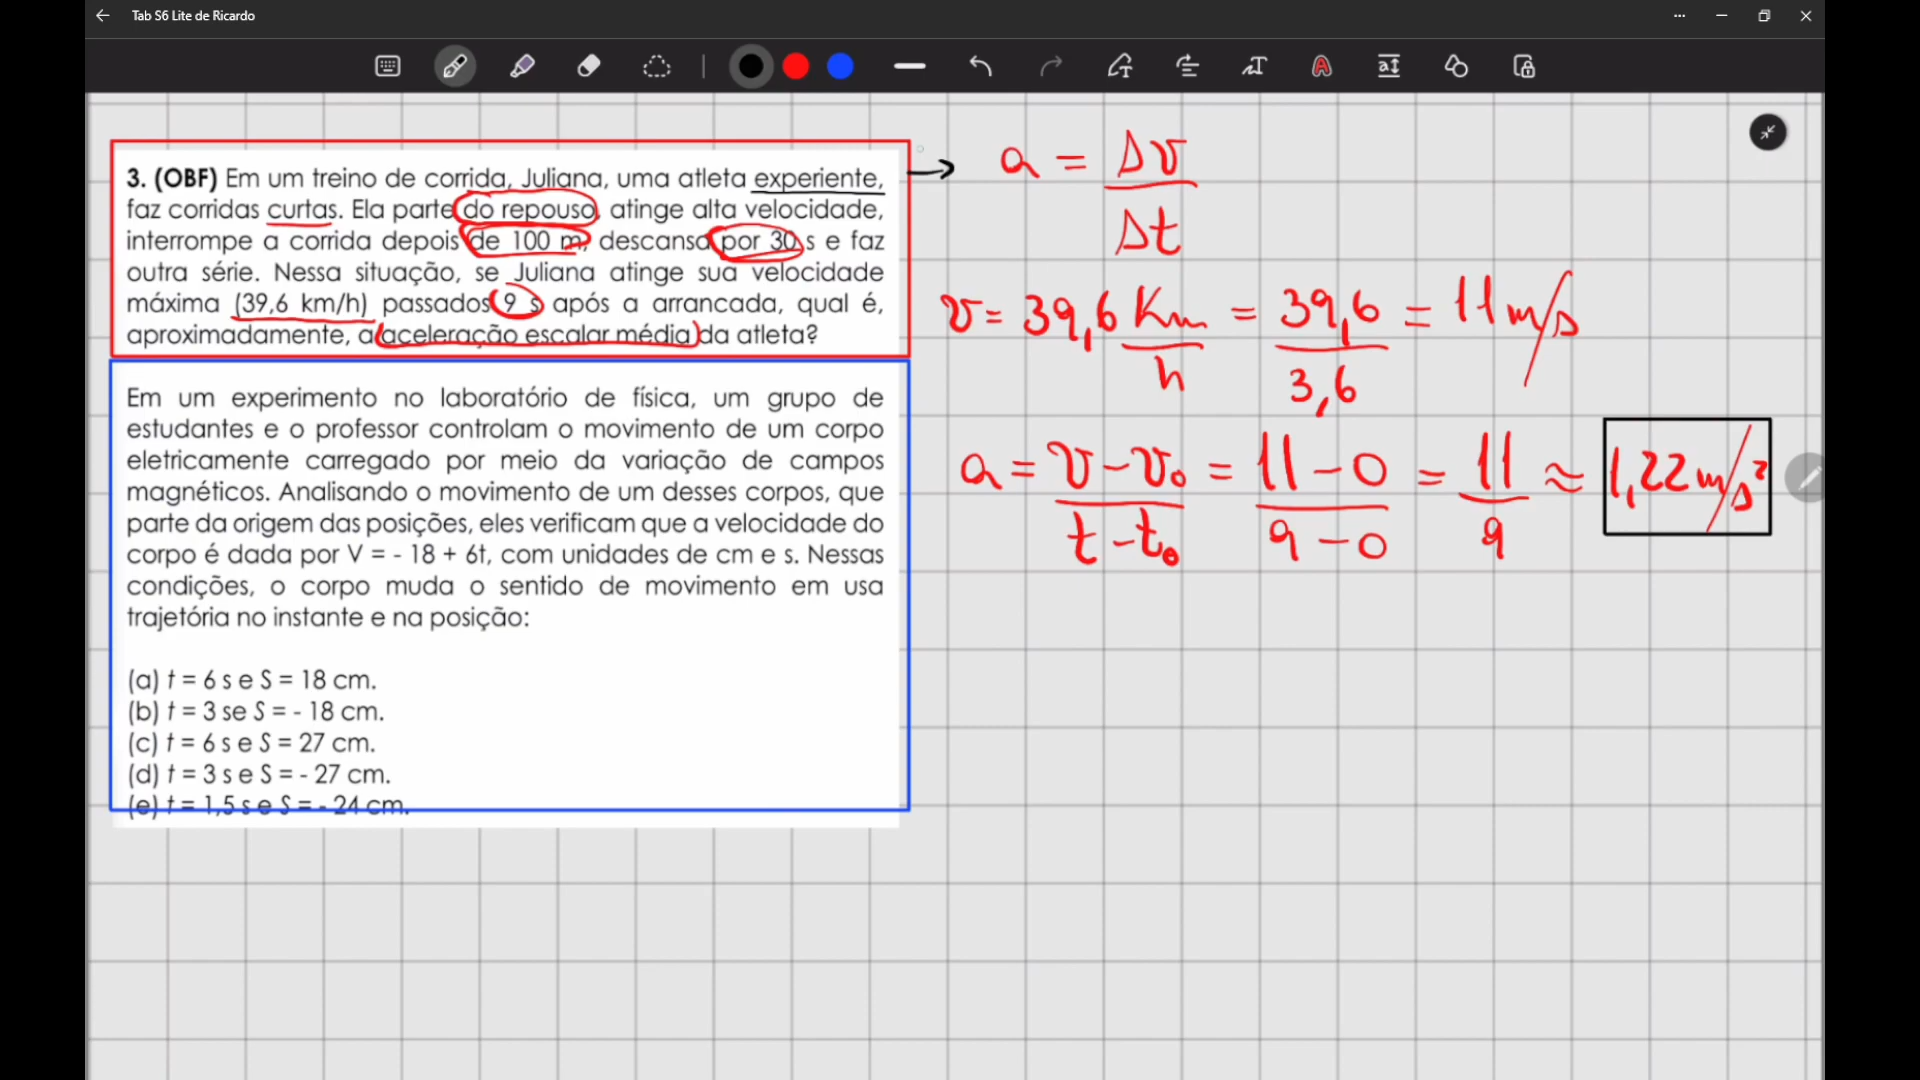 Tab S6 Lite de Ricardo
3. (OBF) Em um treino de corrida, Juliana, uma atleta experiente,
faz corridas curtas. Ela parte do repouso, atinge alta velocidade,
interrompe a corrida depois de 100 m, descansa por 30 s e faz
outra série. Nessa situação, se Juliana atinge sua velocidade
máxima (39,6 km/h) passados 9 s após a arrancada, qual é,
aproximadamente, a aceleração escalar média da atleta?
Em um experimento no laboratório de física, um grupo de
estudantes e o professor controlam o movimento de um corpo
eletricamente carregado por meio da variação de campos
magnéticos. Analisando o movimento de um desses corpos, que
parte da origem das posições, eles verificam que a velocidade do
corpo é dada por V = - 18 + 6t, com unidades de cm e s. Nessas
condições, o corpo muda o sentido de movimento em usa
trajetória no instante e na posição:
(a) t = 6 s e S = 18 cm.
(b) t = 3 se S = - 18 cm.
(c) t = 6 s e S = 27 cm.
(d) t = 3 s e S = - 27 cm.
(e) t = 1,5 s e S = - 24 cm.
→ a = Δv/Δt
v = 39,6 Km/h = 39,6/3,6 = 11 m/s
a = v - v₀/t - t₀ = 11 - 0/9 - 0 = 11/9 ≈ 1,22 m/s²